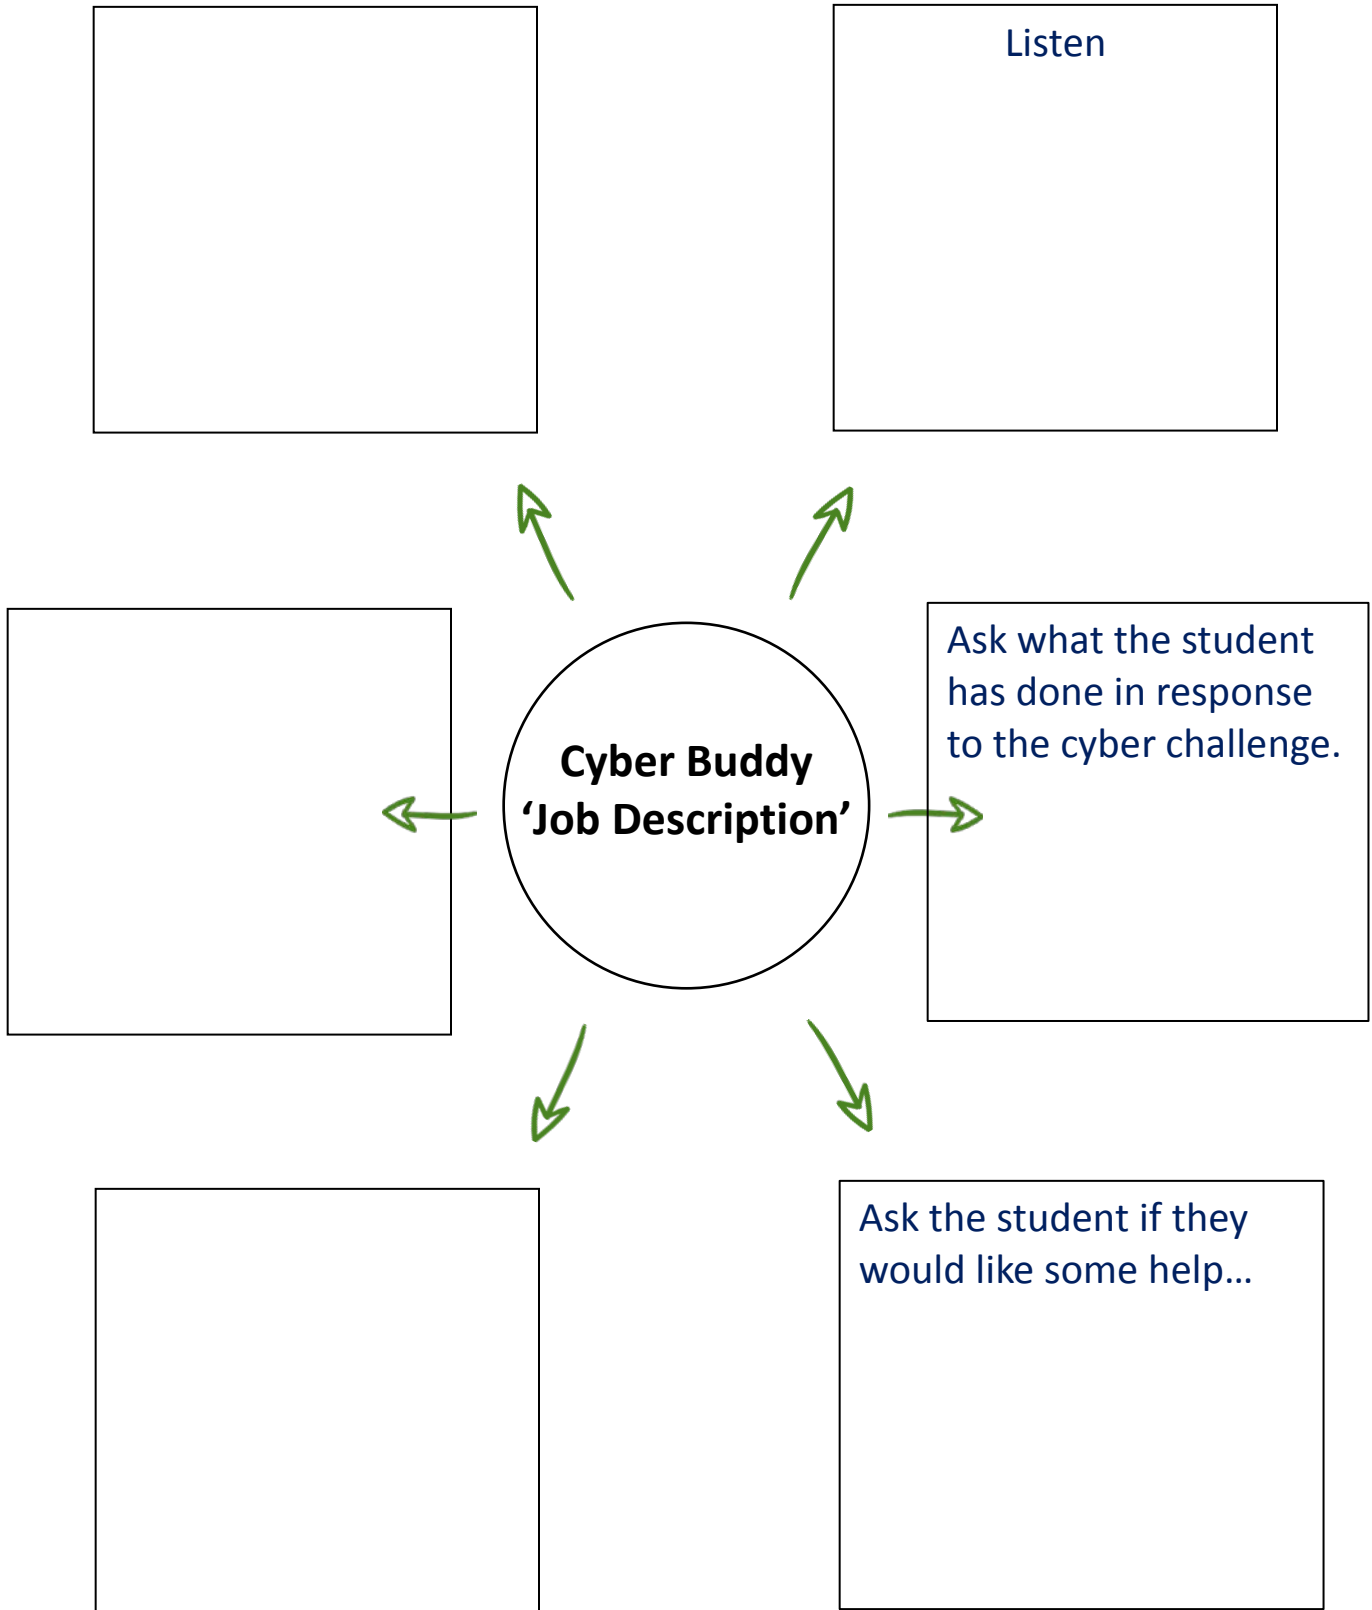 Listen
Ask what the student
has done in response
to the cyber challenge.
Cyber Buddy
‘Job Description’
Ask the student if they
would like some help...